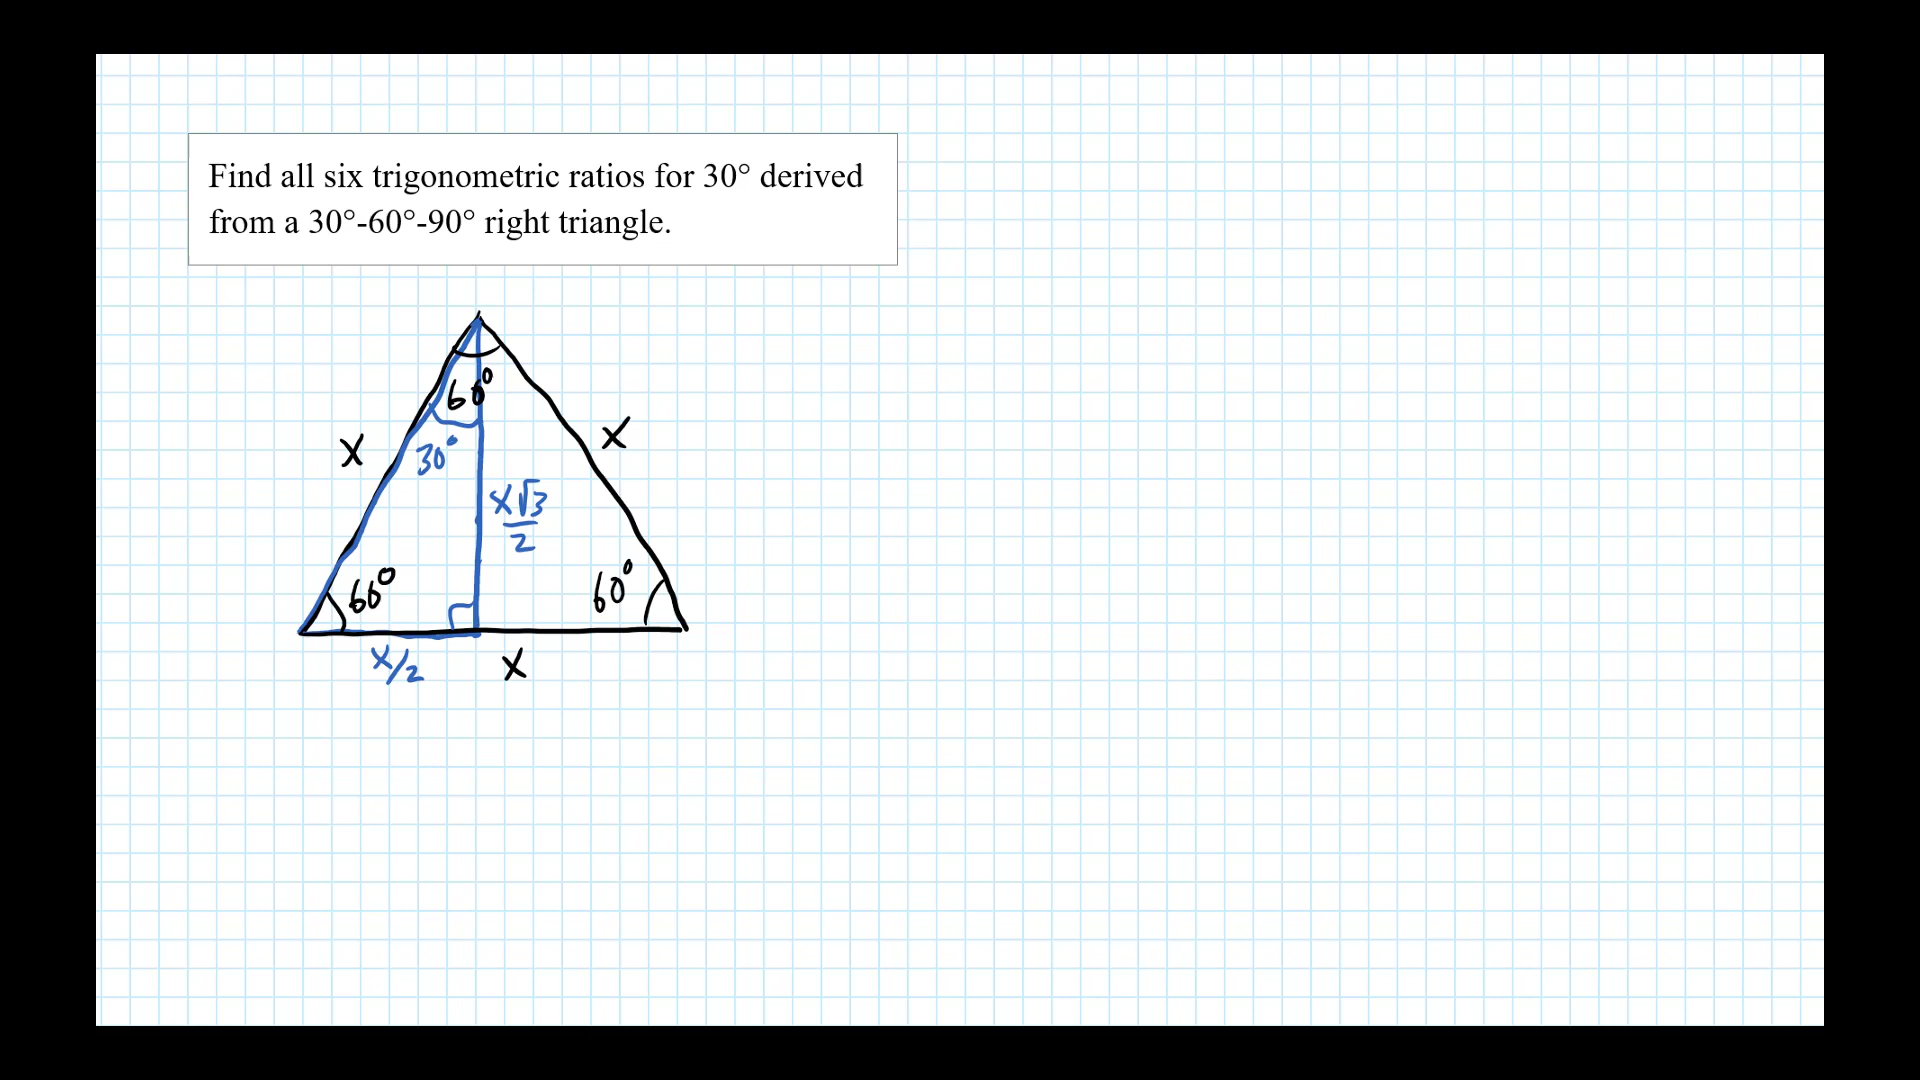 Find all six trigonometric ratios for 30° derived
from a 30°-60°-90° right triangle.
60°
x
x
30°
x√3/2
60°
60°
x/2
x